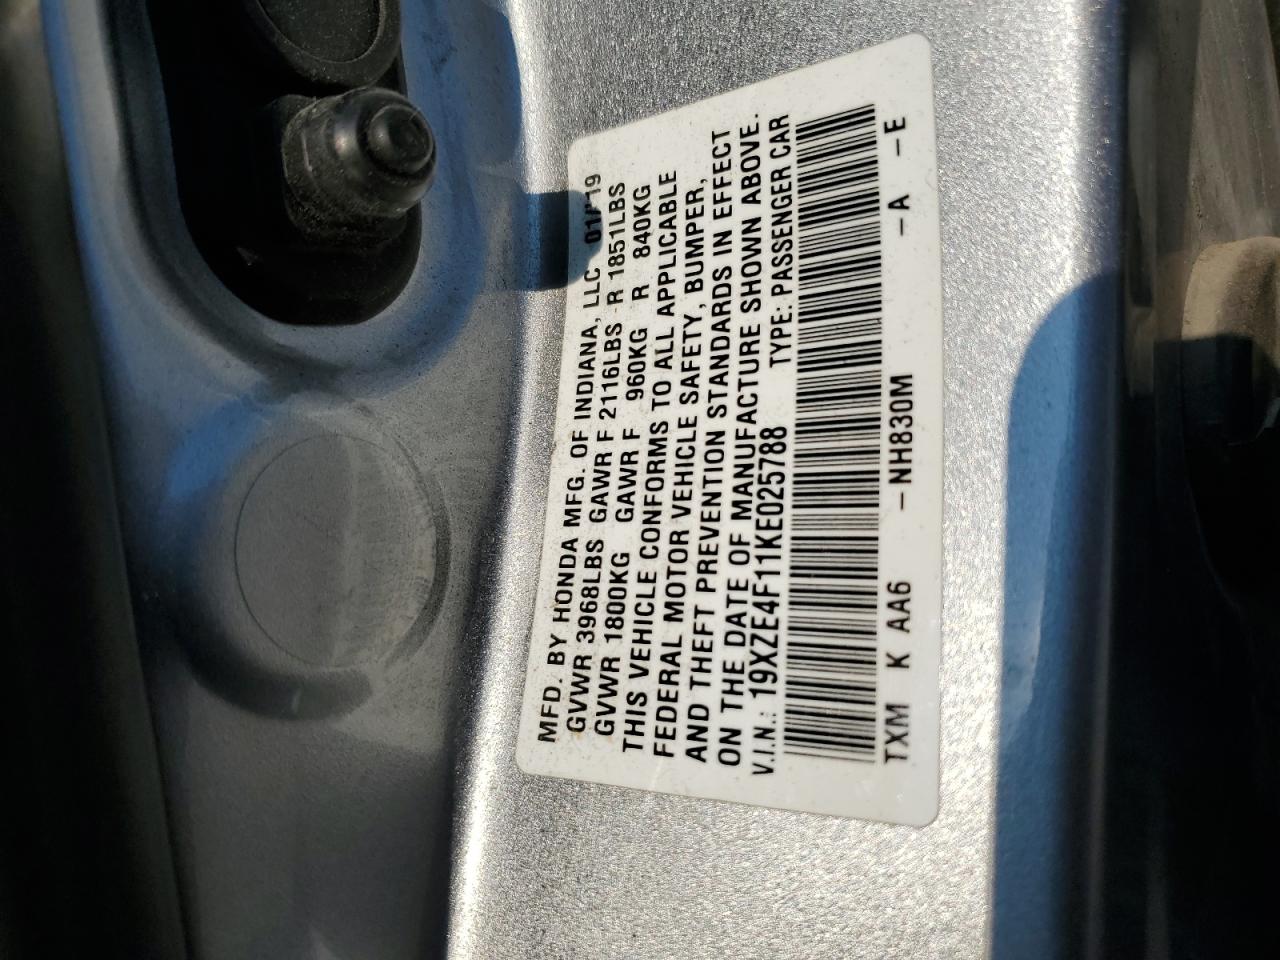 MFD. BY HONDA MFG. OF INDIANA, LLC 01/19
GVWR 3968LBS GAWR F 2116LBS R 1851LBS
GVWR 1800KG GAWR F 960KG R 840KG
THIS VEHICLE CONFORMS TO ALL APPLICABLE
FEDERAL MOTOR VEHICLE SAFETY, BUMPER,
AND THEFT PREVENTION STANDARDS IN EFFECT
ON THE DATE OF MANUFACTURE SHOWN ABOVE.
V.I.N.: 19XZE4F11KE025788 TYPE: PASSENGER CAR
TXM K AA6 -NH830M -A -E